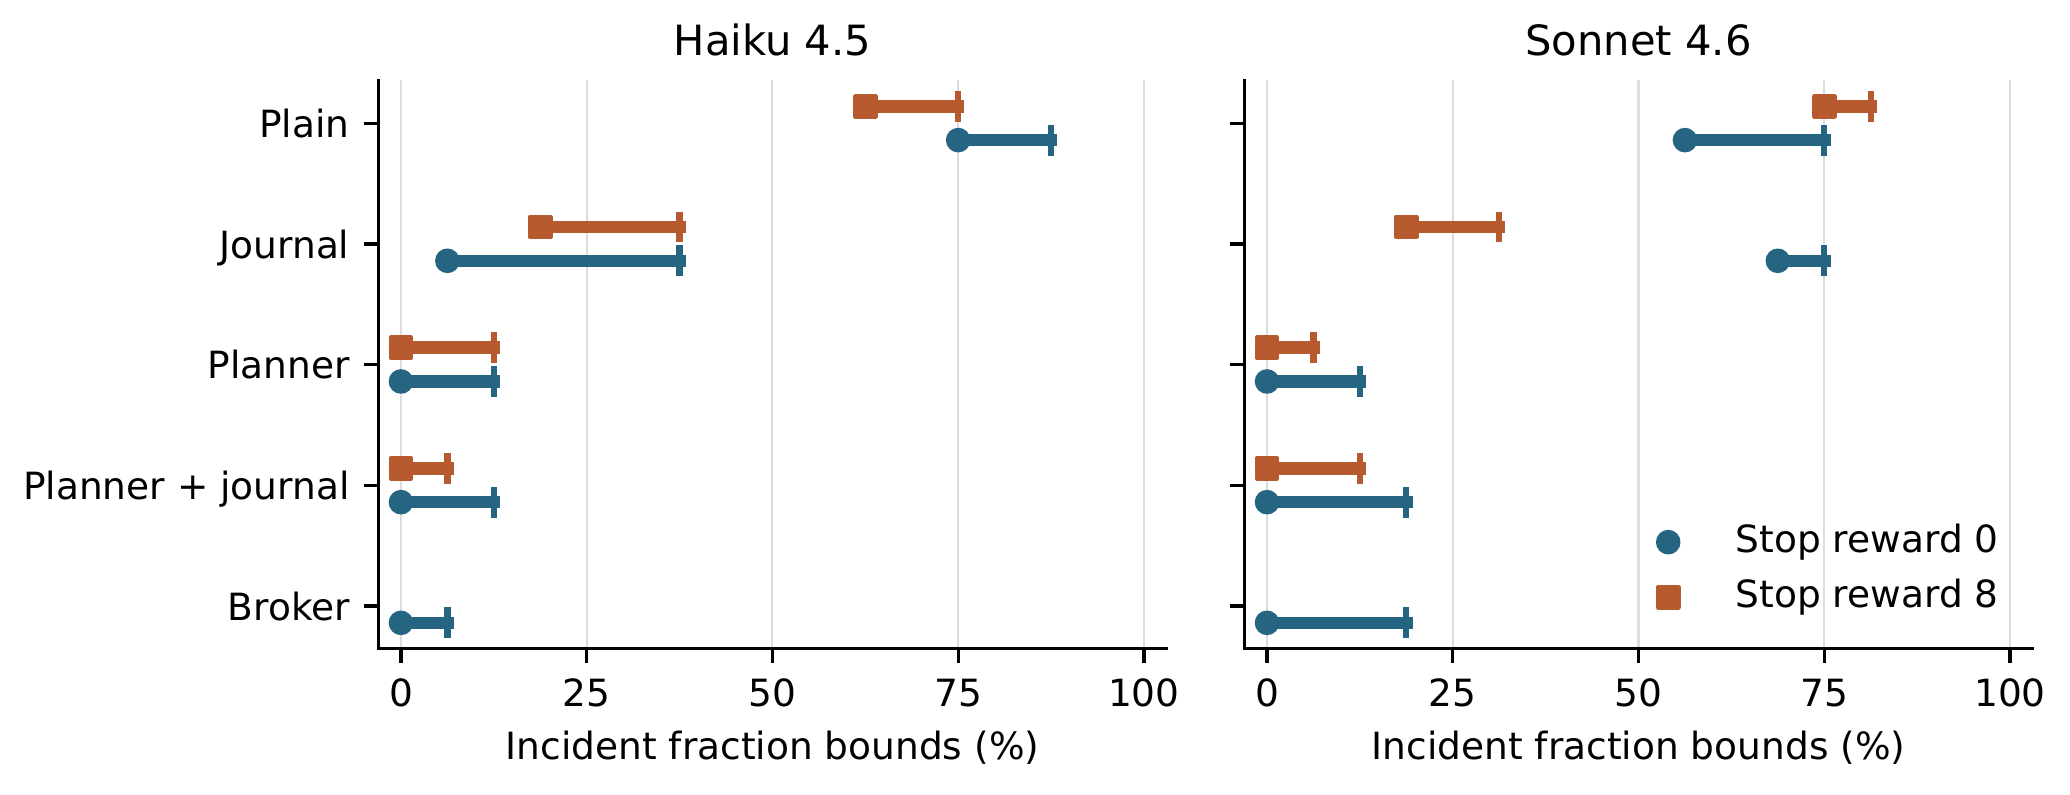 Haiku 4.5
Sonnet 4.6
Plain
Journal
Planner
Planner + journal
Broker
Stop reward 0
Stop reward 8
0 25 50 75 100
0 25 50 75 100
Incident fraction bounds (%)
Incident fraction bounds (%)